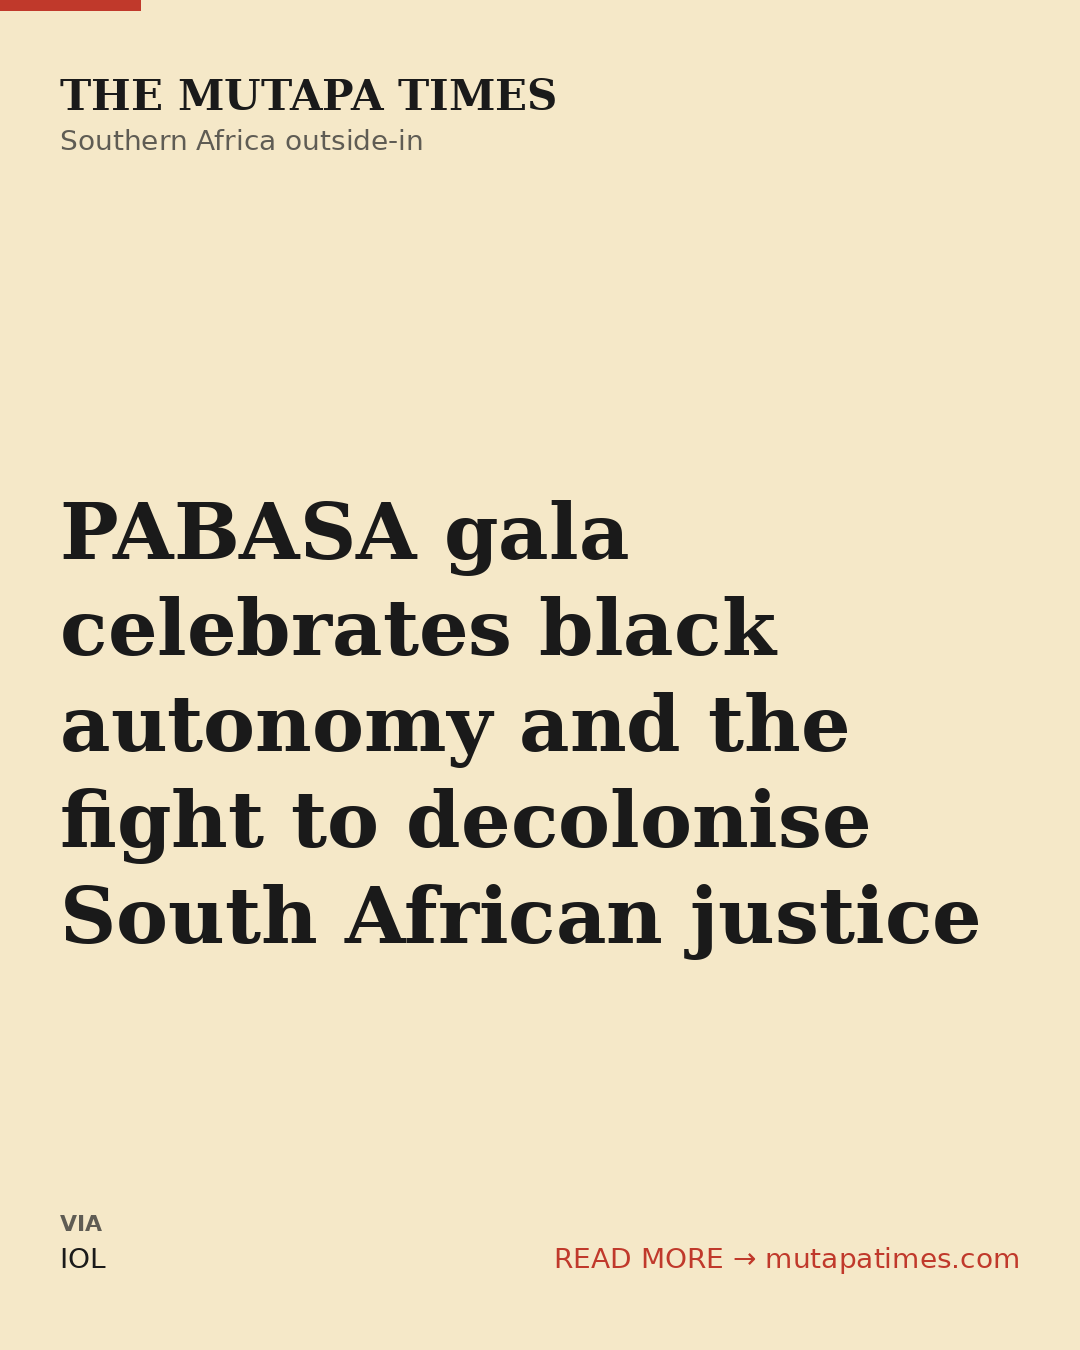 THE MUTAPA TIMES
Southern Africa outside-in
PABASA gala
celebrates black
autonomy and the
fight to decolonise
South African justice
VIA
IOL
READ MORE → mutapatimes.com